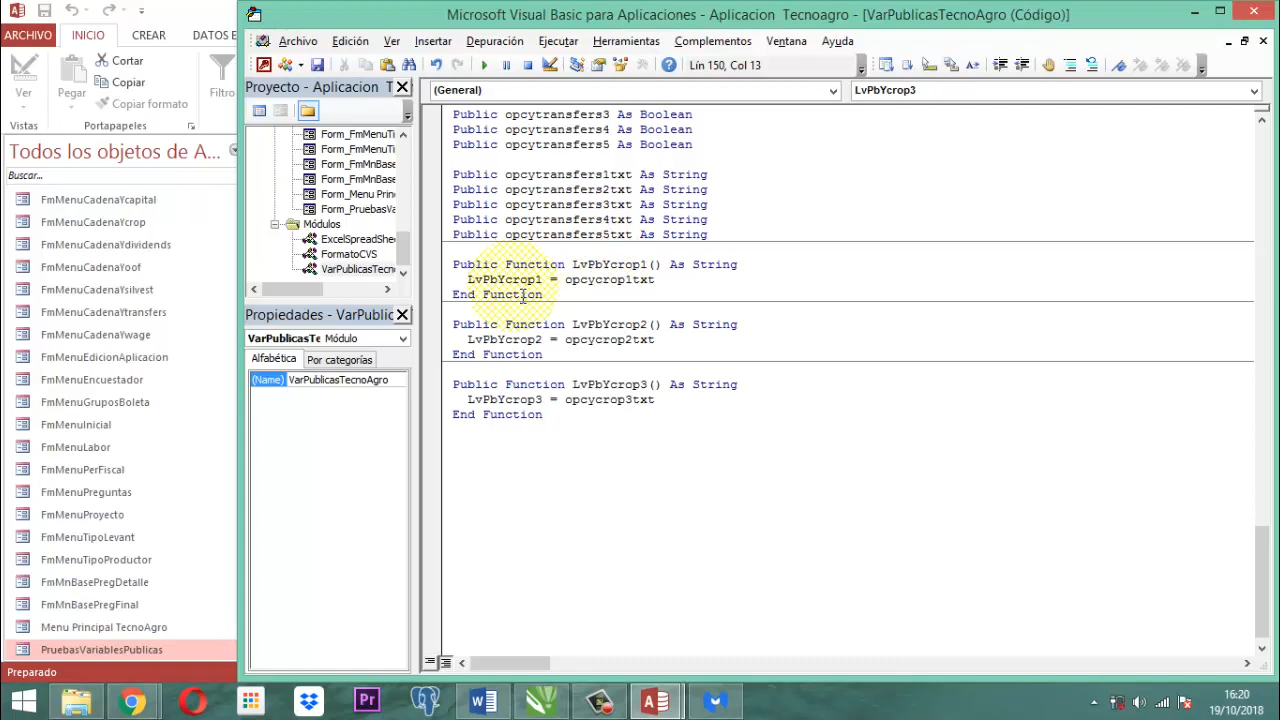 Microsoft Visual Basic para Aplicaciones - Aplicacion Tecnoagro - [VarPublicasTecnoAgro (Código)]
ARCHIVO INICIO CREAR DATOS E
Archivo Edición Ver Insertar Depuración Ejecutar Herramientas Complementos Ventana Ayuda
Lín 150, Col 13
Ver
Pegar
Cortar
Copiar
Copiar formato
Filtro
Vistas
Portapapeles
Todos los objetos de A...
Buscar...
FmMenuCadenaYcapital
FmMenuCadenaYcrop
FmMenuCadenaYdividends
FmMenuCadenaYoof
FmMenuCadenaYsilvest
FmMenuCadenaYtransfers
FmMenuCadenaYwage
FmMenuEdicionAplicacion
FmMenuEncuestador
FmMenuGruposBoleta
FmMenuInicial
FmMenuLabor
FmMenuPerFiscal
FmMenuPreguntas
FmMenuProyecto
FmMenuTipoLevant
FmMenuTipoProductor
FmMnBasePregDetalle
FmMnBasePregFinal
Menu Principal TecnoAgro
PruebasVariablesPublicas
Preparado
Proyecto - Aplicacion T
Form_FmMenuTi
Form_FmMenuTi
Form_FmMnBase
Form_FmMnBase
Form_Menu Prin
Form_PruebasVa
Módulos
ExcelSpreadShe
FormatoCVS
VarPublicasTecn
Propiedades - VarPublic
VarPublicasTe Módulo
Alfabética Por categorías
(Name) VarPublicasTecnoAgro
(General) LvPbYcrop3
Public opcytransfers3 As Boolean
Public opcytransfers4 As Boolean
Public opcytransfers5 As Boolean
Public opcytransfers1txt As String
Public opcytransfers2txt As String
Public opcytransfers3txt As String
Public opcytransfers4txt As String
Public opcytransfers5txt As String
Public Function LvPbYcrop1() As String
LvPbYcrop1 = opcycrop1txt
End Function
Public Function LvPbYcrop2() As String
LvPbYcrop2 = opcycrop2txt
End Function
Public Function LvPbYcrop3() As String
LvPbYcrop3 = opcycrop3txt
End Function
Pr
16:20
19/10/2018